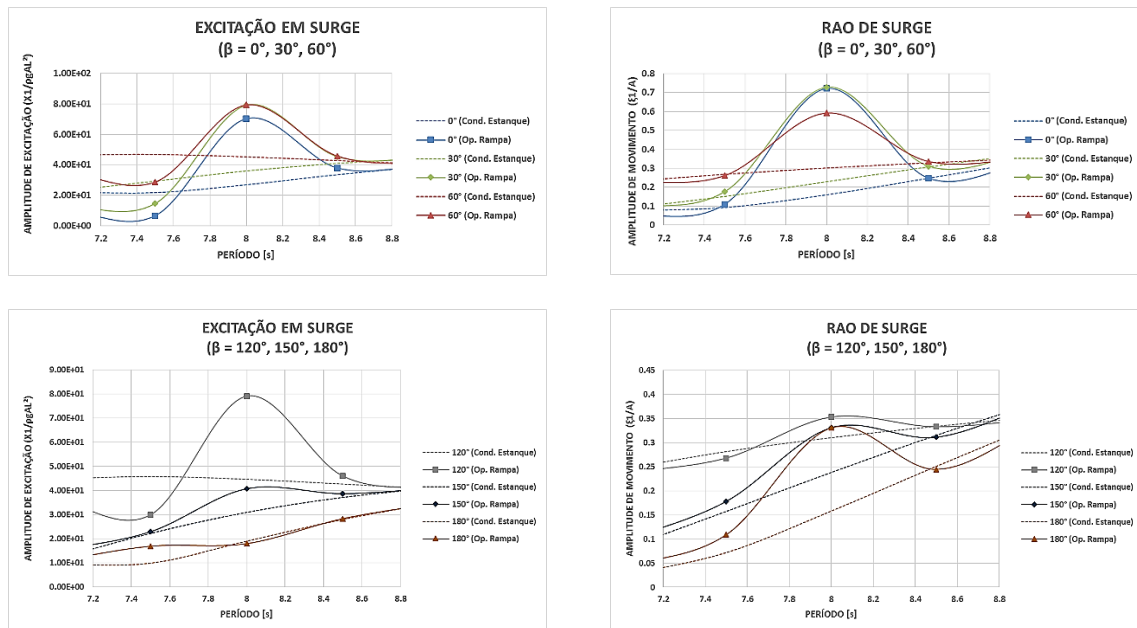 EXCITAÇÃO EM SURGE
(β = 0°, 30°, 60°)
AMPLITUDE DE EXCITAÇÃO (X1/ρgAL²)
1.00E+02
8.00E+01
6.00E+01
4.00E+01
2.00E+01
0.00E+00
7.2 7.4 7.6 7.8 8 8.2 8.4 8.6 8.8
PERÍODO [s]
0° (Cond. Estanque)
0° (Op. Rampa)
30° (Cond. Estanque)
30° (Op. Rampa)
60° (Cond. Estanque)
60° (Op. Rampa)
RAO DE SURGE
(β = 0°, 30°, 60°)
AMPLITUDE DE MOVIMENTO (ξ1/A)
0.8
0.7
0.6
0.5
0.4
0.3
0.2
0.1
0
7.2 7.4 7.6 7.8 8 8.2 8.4 8.6 8.8
PERÍODO [s]
0° (Cond. Estanque)
0° (Op. Rampa)
30° (Cond. Estanque)
30° (Op. Rampa)
60° (Cond. Estanque)
60° (Op. Rampa)
EXCITAÇÃO EM SURGE
(β = 120°, 150°, 180°)
AMPLITUDE DE EXCITAÇÃO (X1/ρgAL²)
9.00E+01
8.00E+01
7.00E+01
6.00E+01
5.00E+01
4.00E+01
3.00E+01
2.00E+01
1.00E+01
0.00E+00
7.2 7.4 7.6 7.8 8 8.2 8.4 8.6 8.8
PERÍODO [s]
120° (Cond. Estanque)
120° (Op. Rampa)
150° (Cond. Estanque)
150° (Op. Rampa)
180° (Cond. Estanque)
180° (Op. Rampa)
RAO DE SURGE
(β = 120°, 150°, 180°)
AMPLITUDE DE MOVIMENTO (ξ1/A)
0.45
0.4
0.35
0.3
0.25
0.2
0.15
0.1
0.05
0
7.2 7.4 7.6 7.8 8 8.2 8.4 8.6 8.8
PERÍODO [s]
120° (Cond. Estanque)
120° (Op. Rampa)
150° (Cond. Estanque)
150° (Op. Rampa)
180° (Cond. Estanque)
180° (Op. Rampa)